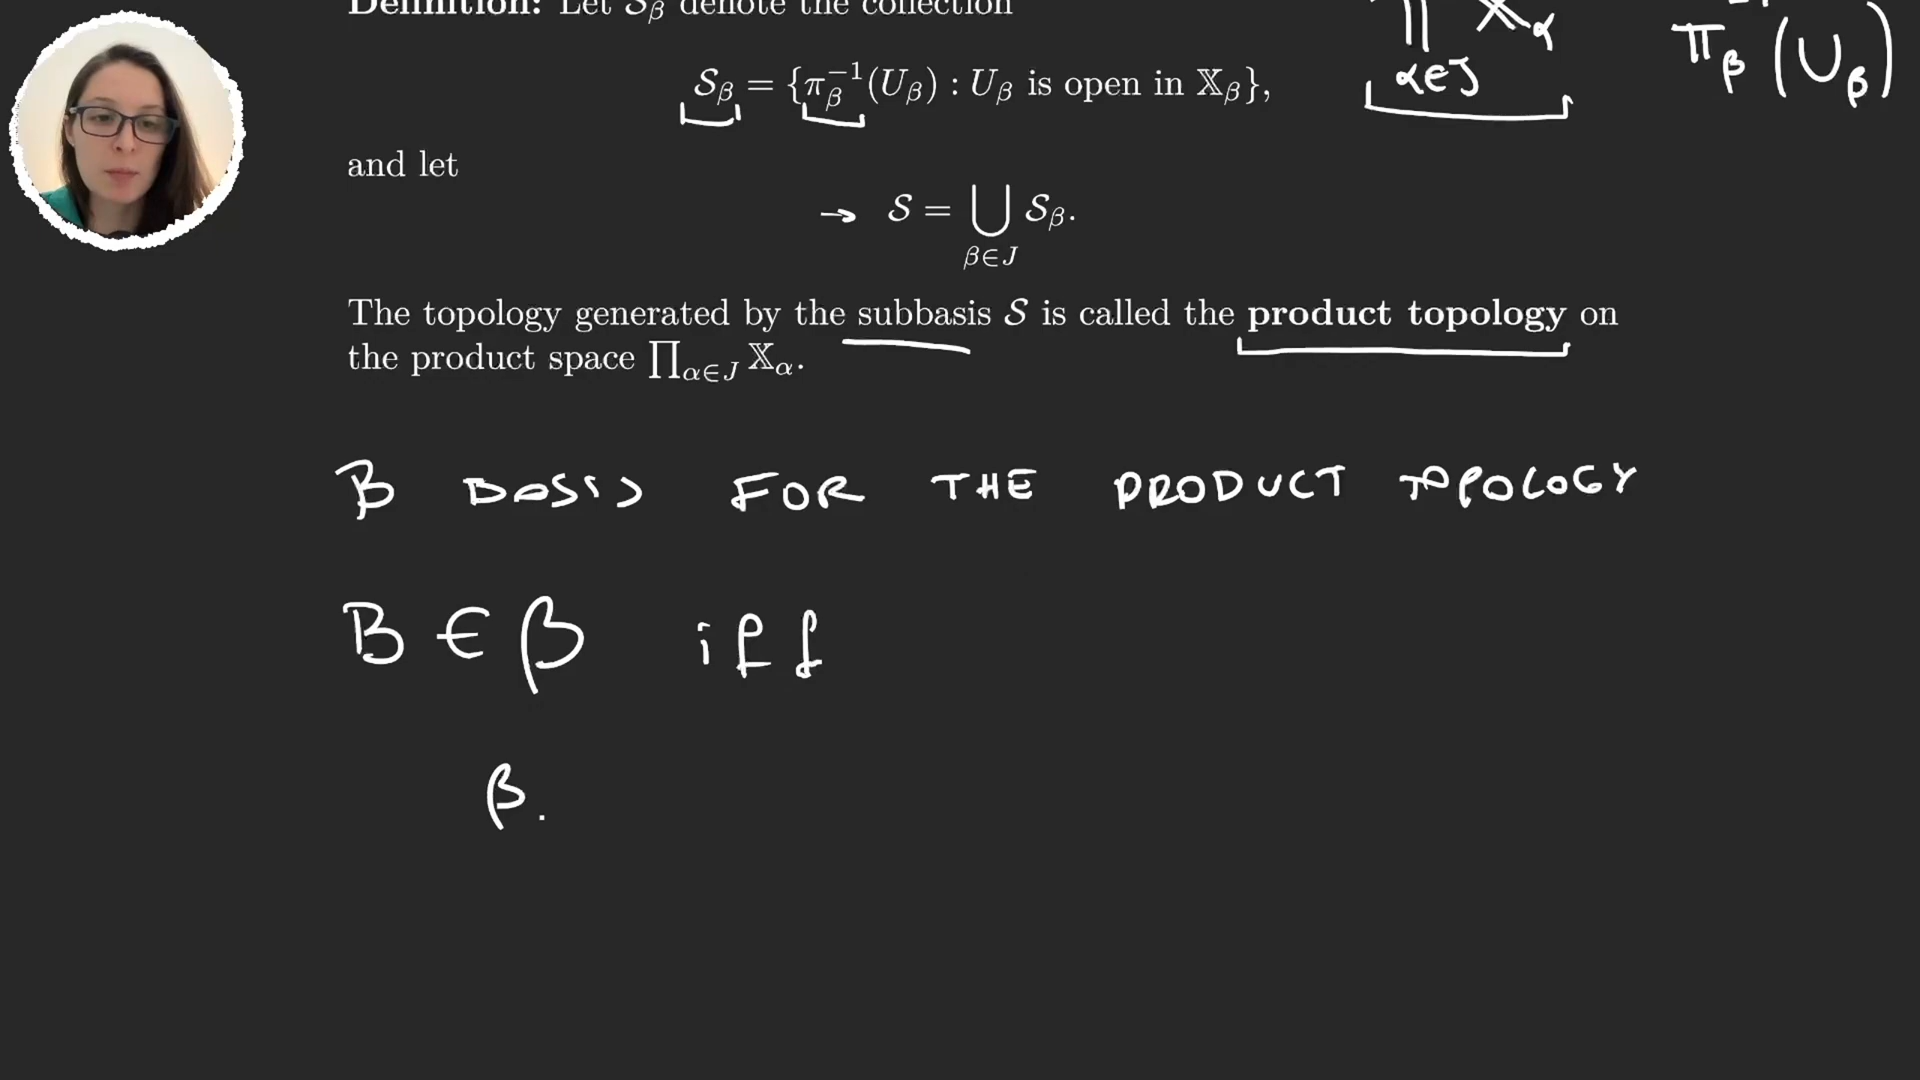 Definition: Let 𝒮_β denote the collection
𝒮_β = {π_β^{-1}(U_β) : U_β is open in 𝕏_β},
∏_{α∈J} X_α
π_β^{-1}(U_β)
and let
→ 𝒮 = ⋃_{β∈J} 𝒮_β.
The topology generated by the subbasis 𝒮 is called the product topology on
the product space ∏_{α∈J} 𝕏_α.
B BASIS FOR THE PRODUCT TOPOLOGY
B ∈ β iff
β.